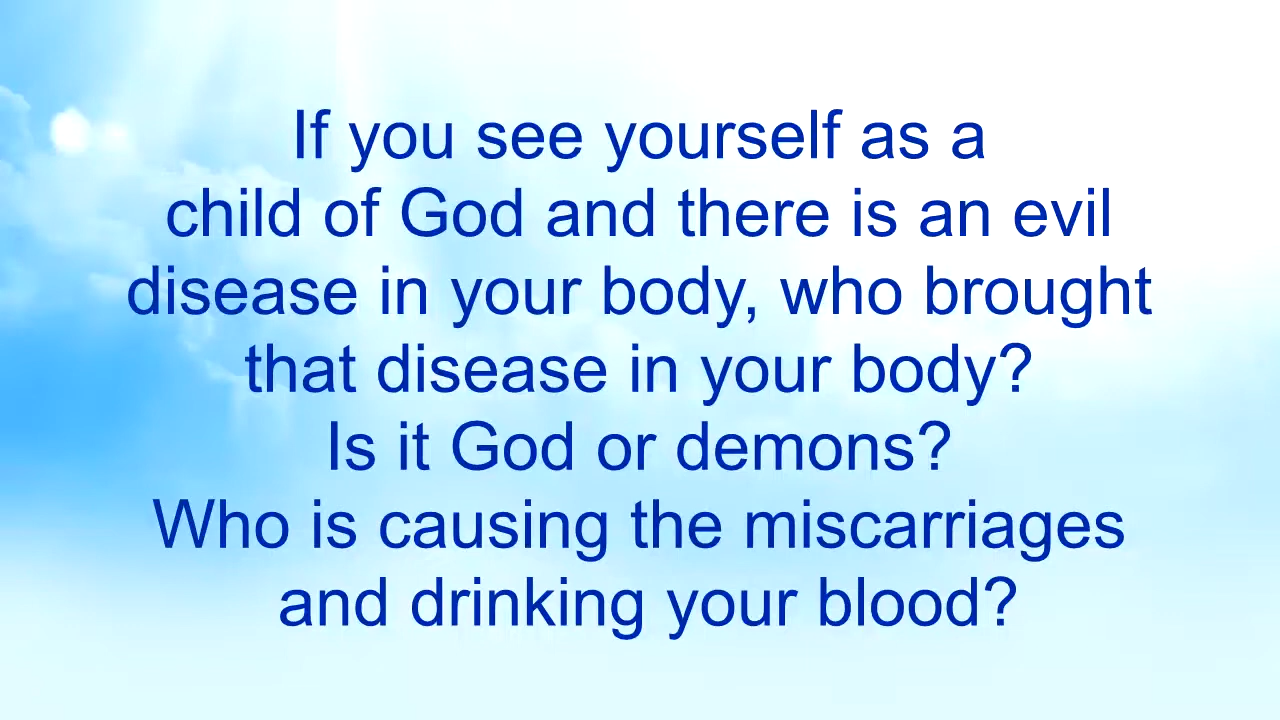 If you see yourself as a
child of God and there is an evil
disease in your body, who brought
that disease in your body?
Is it God or demons?
Who is causing the miscarriages
and drinking your blood?